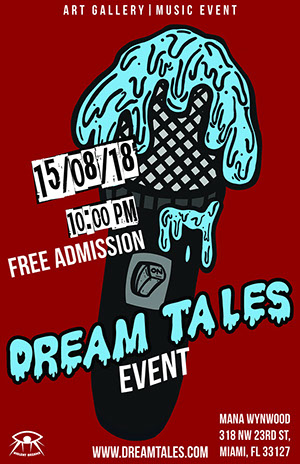 ART GALLERY|MUSIC EVENT
15/08/18
10:00 PM
FREE ADMISSION
ON
DREAM TALES
EVENT
MANA WYNWOOD
318 NW 23RD ST,
MIAMI, FL 33127
WWW.DREAMTALES.COM